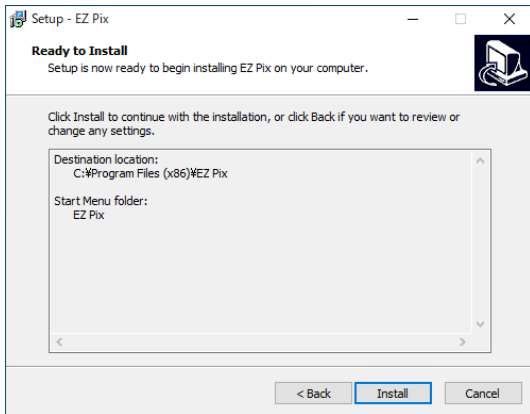 Setup - EZ Pix
Ready to Install
Setup is now ready to begin installing EZ Pix on your computer.
Click Install to continue with the installation, or click Back if you want to review or
change any settings.
Destination location:
C:¥Program Files (x86)¥EZ Pix
Start Menu folder:
EZ Pix
< Back
Install
Cancel